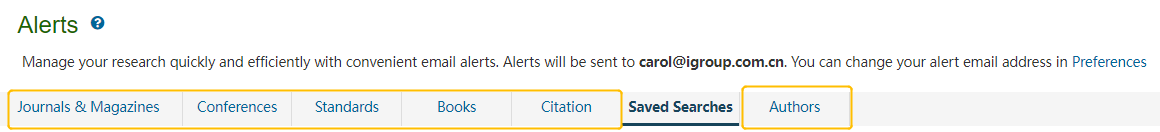 Alerts ?
Manage your research quickly and efficiently with convenient email alerts. Alerts will be sent to carol@igroup.com.cn. You can change your alert email address in Preferences
Journals & Magazines Conferences Standards Books Citation Saved Searches Authors